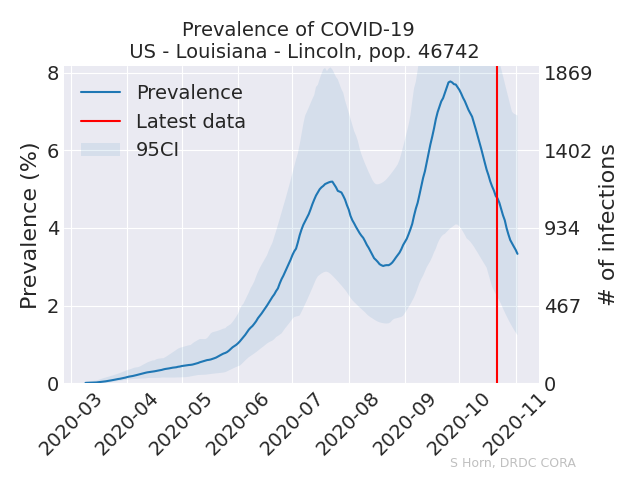 Prevalence of COVID-19
US - Louisiana - Lincoln, pop. 46742
Prevalence (%)
8
6
4
2
0
Prevalence
Latest data
95CI
1869
1402
934
467
0
# of infections
2020-03
2020-04
2020-05
2020-06
2020-07
2020-08
2020-09
2020-10
2020-11
S Horn, DRDC CORA